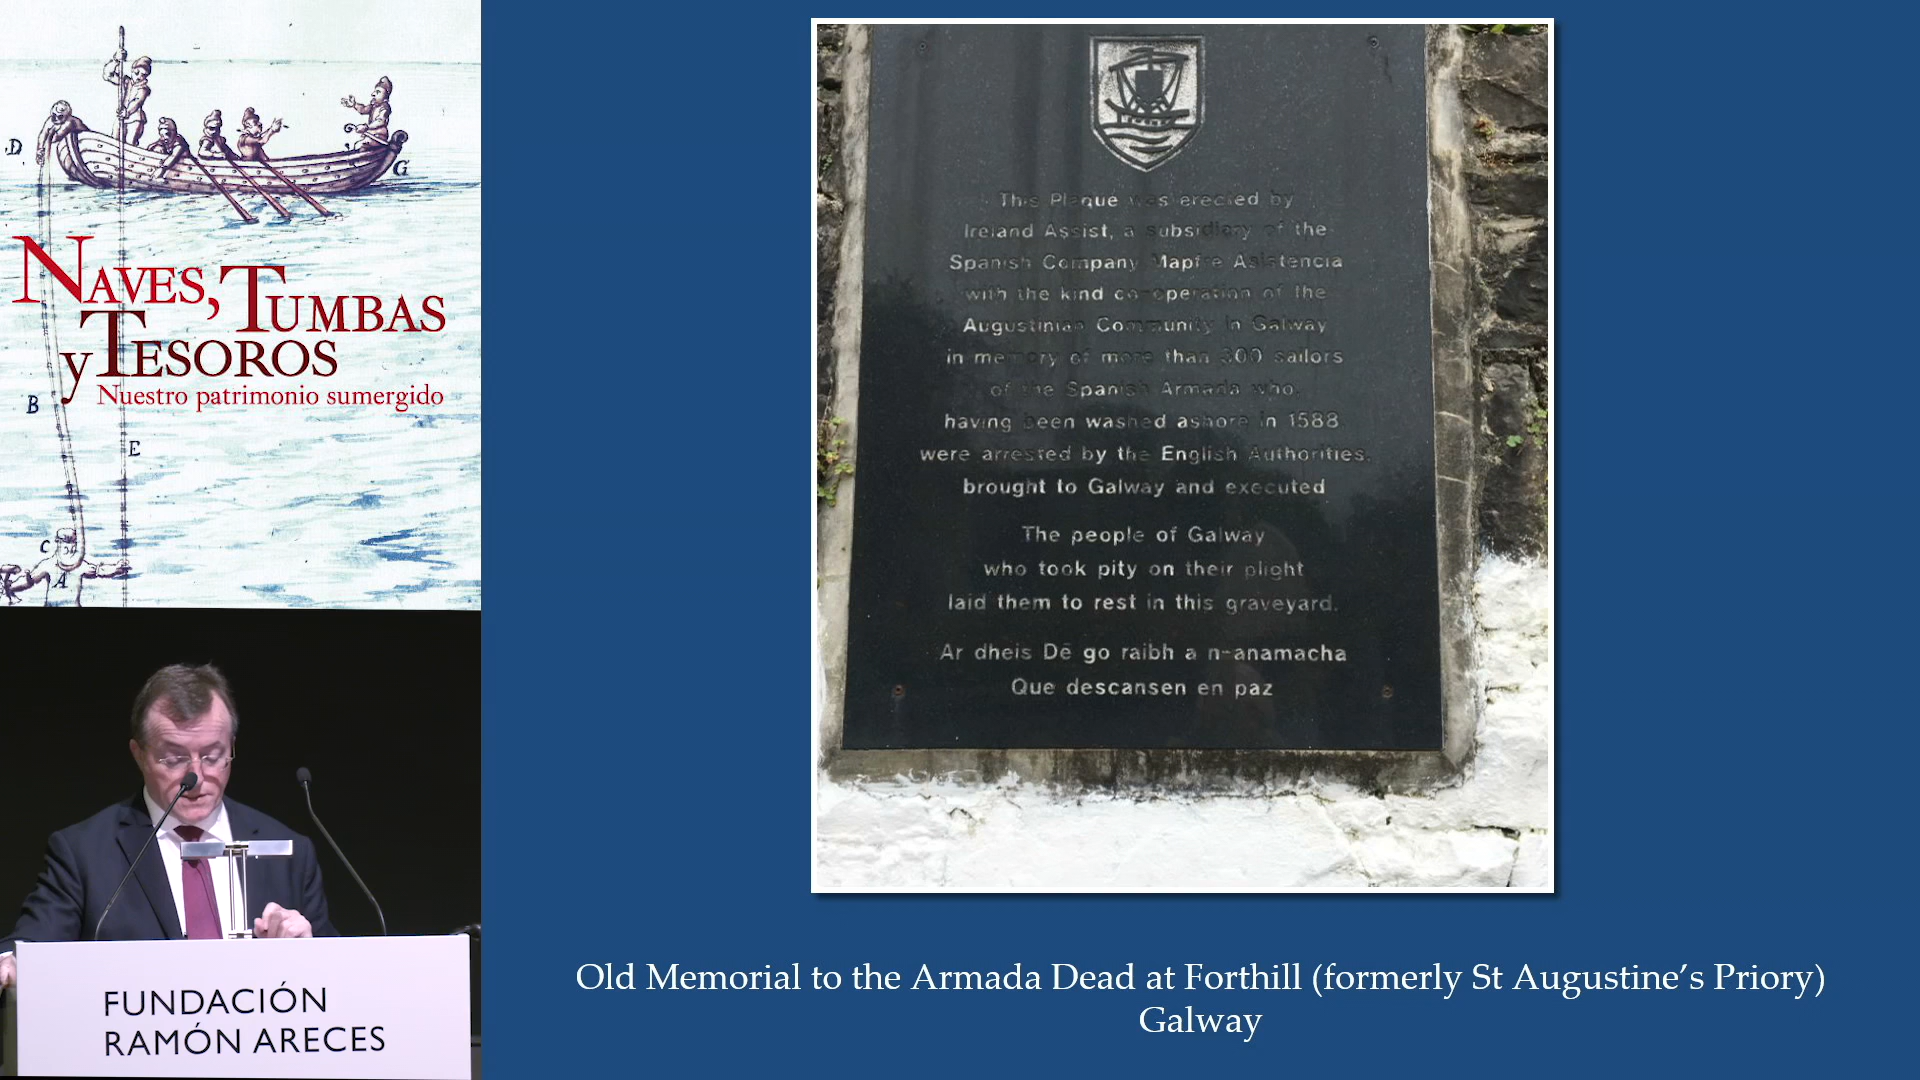 D
G
NAVES, TUMBAS
y TESOROS
Nuestro patrimonio sumergido
B
E
C
A
FUNDACIÓN
RAMÓN ARECES
This Plaque was erected by
Ireland Assist, a subsidiary of the
Spanish Company Mapfre Asistencia
with the kind co-operation of the
Augustinian Community in Galway
in memory of more than 300 sailors
of the Spanish Armada who
having been washed ashore in 1588
were arrested by the English Authorities,
brought to Galway and executed
The people of Galway
who took pity on their plight
laid them to rest in this graveyard.
Ar dheis Dé go raibh a n-anamacha
Que descansen en paz
Old Memorial to the Armada Dead at Forthill (formerly St Augustine’s Priory)
Galway